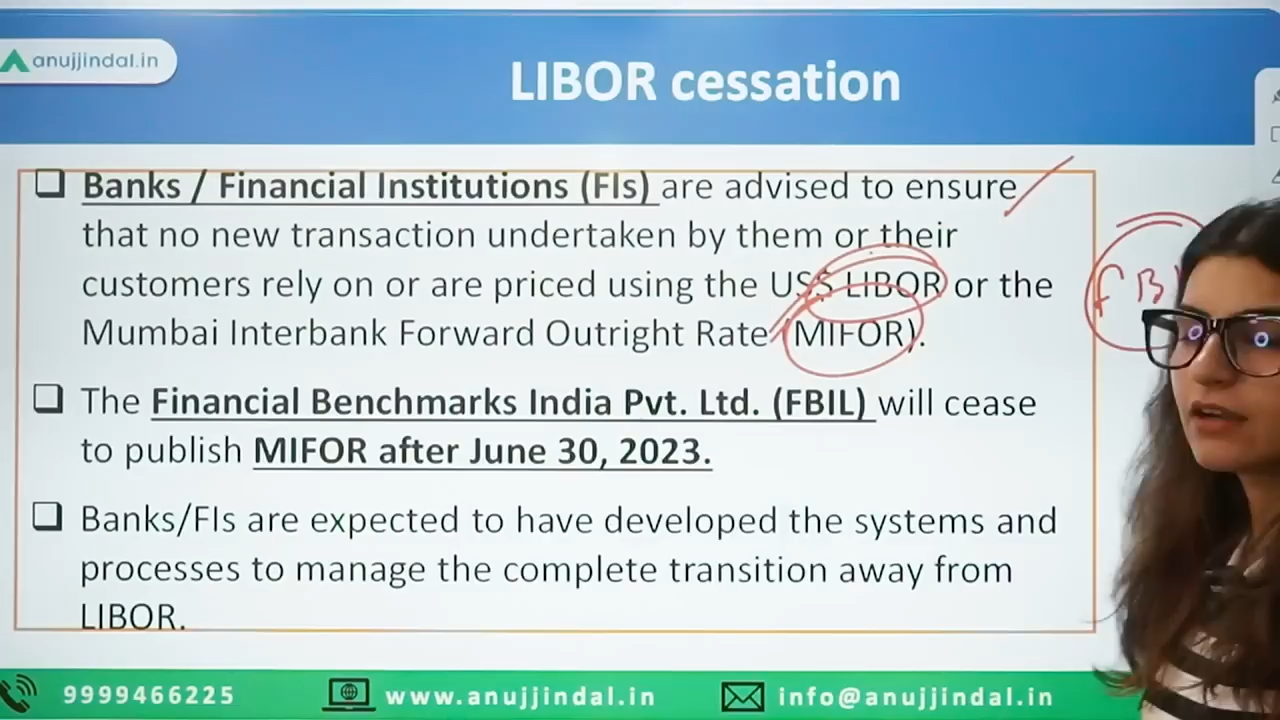 anujjindal.in
LIBOR cessation
Banks / Financial Institutions (FIs) are advised to ensure
that no new transaction undertaken by them or their
customers rely on or are priced using the US$ LIBOR or the
Mumbai Interbank Forward Outright Rate (MIFOR).
The Financial Benchmarks India Pvt. Ltd. (FBIL) will cease
to publish MIFOR after June 30, 2023.
Banks/FIs are expected to have developed the systems and
processes to manage the complete transition away from
LIBOR.
9999466225 www.anujjindal.in info@anujjindal.in